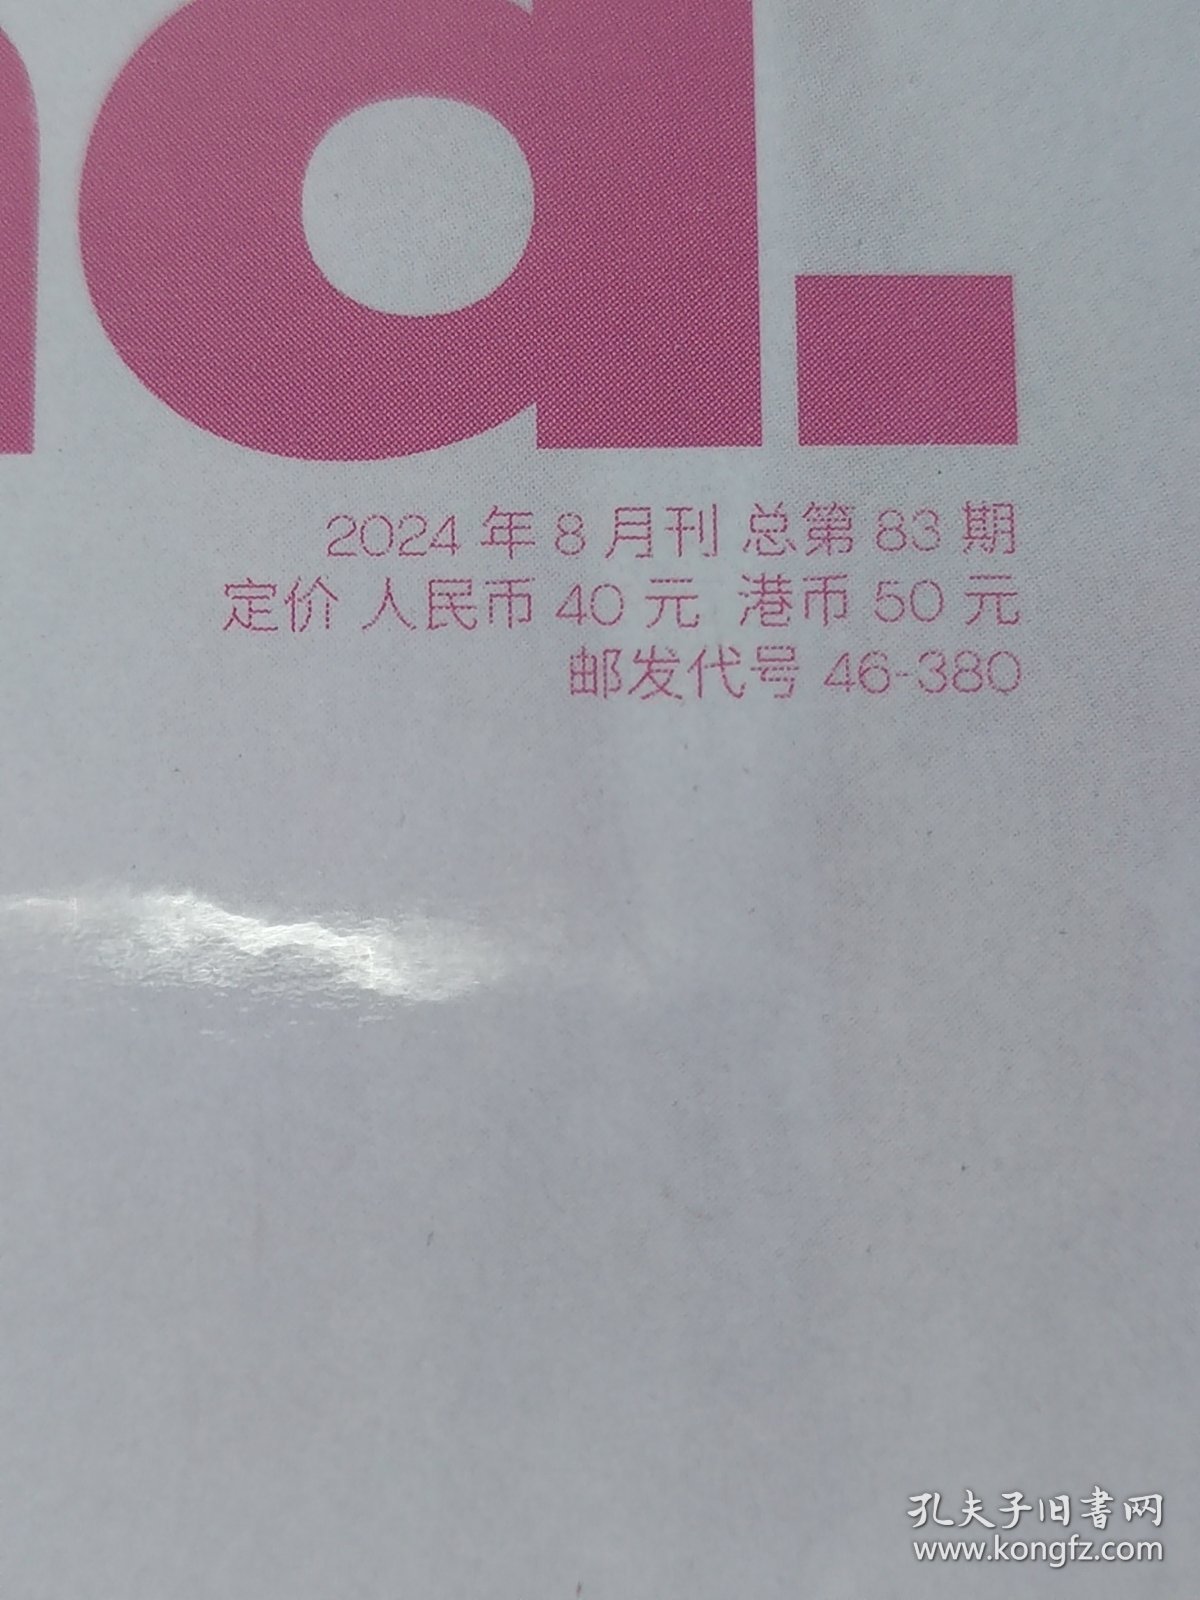 na.
2024 年 8 月刊 总第 83 期
定价 人民币 40 元 港币 50 元
邮发代号 46-380
孔夫子旧书网
www.kongfz.com